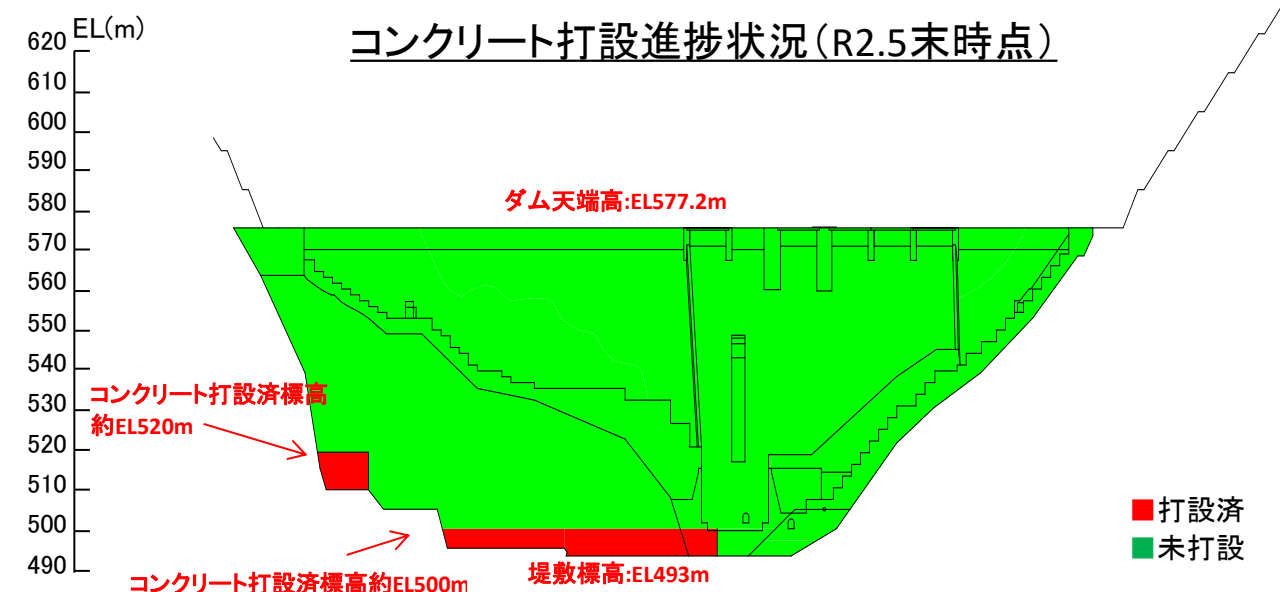 EL(m)
コンクリート打設進捗状況(R2.5末時点)
620
610
600
590
580
570
560
550
540
530
520
510
500
490
ダム天端高:EL577.2m
コンクリート打設済標高
約EL520m
コンクリート打設済標高約EL500m
堤敷標高:EL493m
打設済
未打設